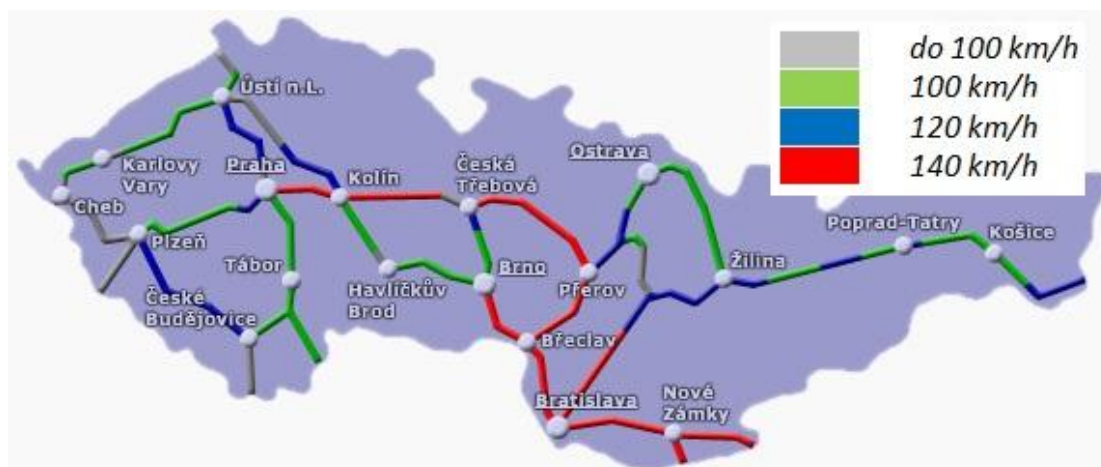 do 100 km/h
100 km/h
120 km/h
140 km/h
Ústí n.L.
Karlovy
Vary
Cheb
Praha
Kolín
Česká
Třebová
Ostrava
Poprad-Tatry
Košice
Plzeň
Tábor
České
Budějovice
Havlíčkův
Brod
Brno
Přerov
Žilina
Břeclav
Bratislava
Nové
Zámky